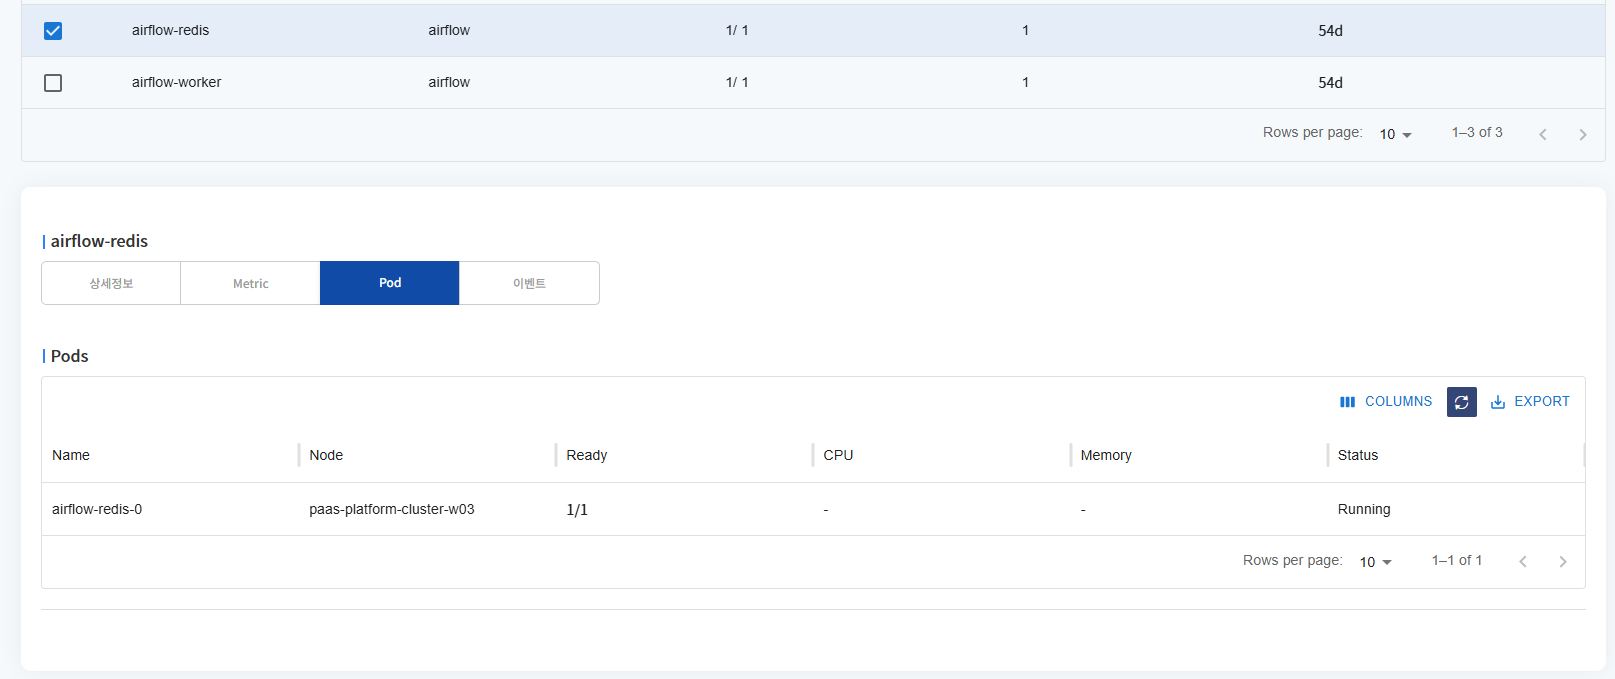 airflow-redis airflow 1/ 1 1 54d
airflow-worker airflow 1/ 1 1 54d
Rows per page: 10 1–3 of 3
airflow-redis
상세정보 Metric Pod 이벤트
Pods
COLUMNS EXPORT
Name Node Ready CPU Memory Status
airflow-redis-0 paas-platform-cluster-w03 1/1 - - Running
Rows per page: 10 1–1 of 1